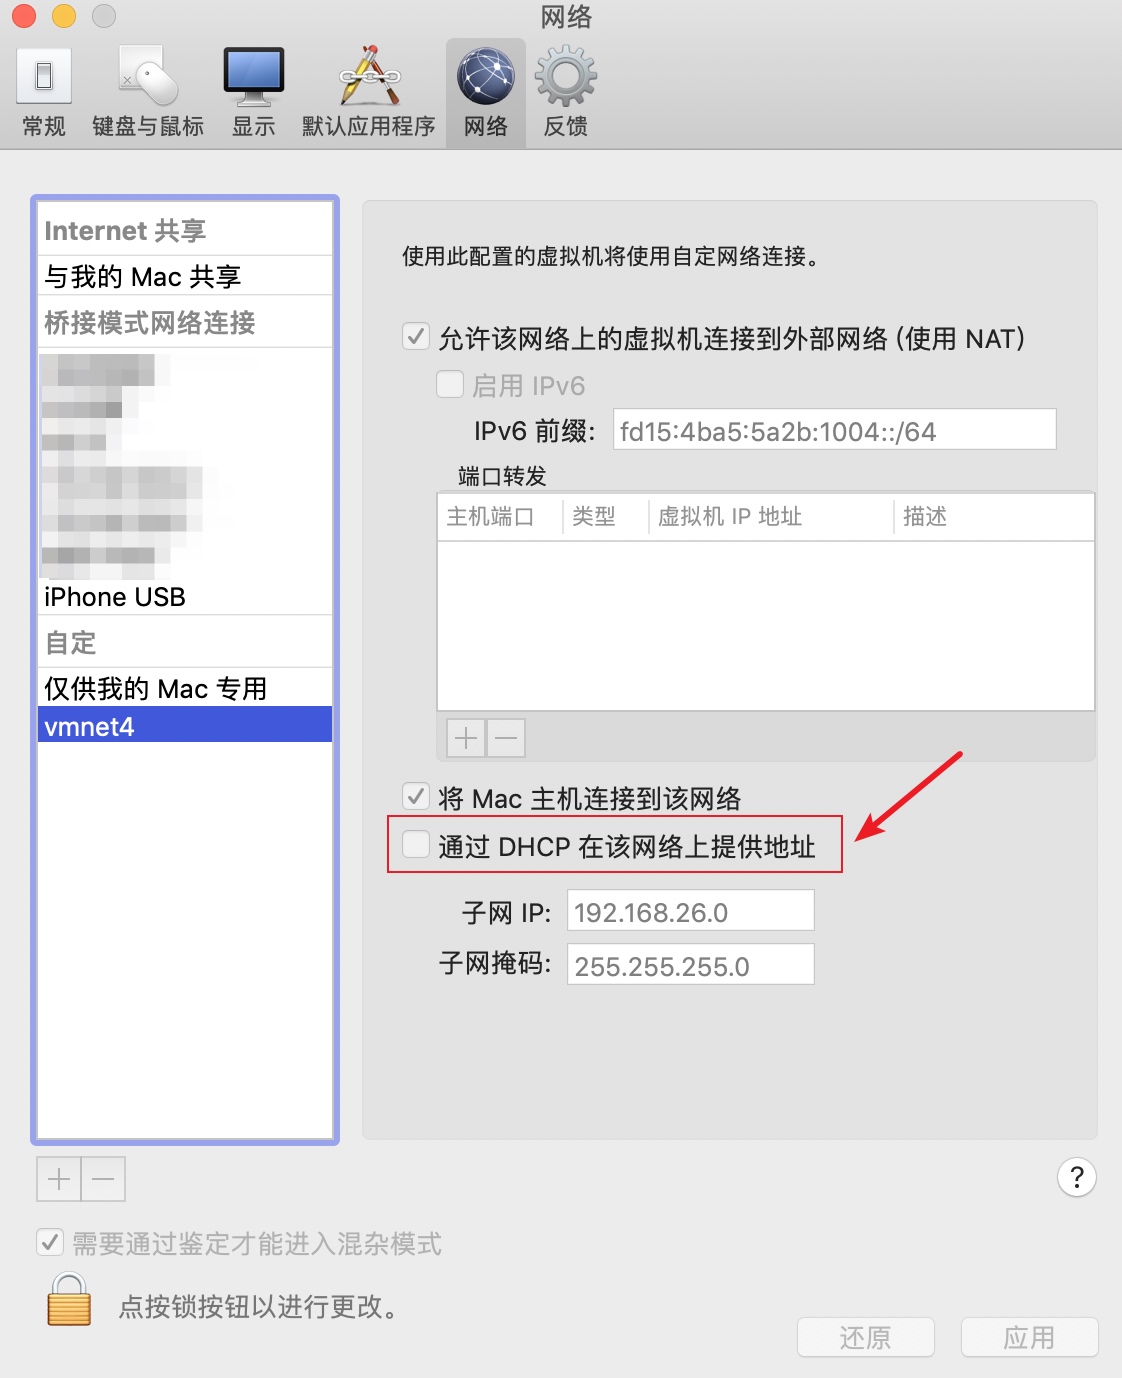 网络
常规
键盘与鼠标
显示
默认应用程序
网络
反馈
Internet 共享
与我的 Mac 共享
桥接模式网络连接
iPhone USB
自定
仅供我的 Mac 专用
vmnet4
使用此配置的虚拟机将使用自定网络连接。
允许该网络上的虚拟机连接到外部网络 (使用 NAT)
启用 IPv6
IPv6 前缀: fd15:4ba5:5a2b:1004::/64
端口转发
主机端口 类型 虚拟机 IP 地址 描述
将 Mac 主机连接到该网络
通过 DHCP 在该网络上提供地址
子网 IP: 192.168.26.0
子网掩码: 255.255.255.0
?
需要通过鉴定才能进入混杂模式
点按锁按钮以进行更改。
还原
应用